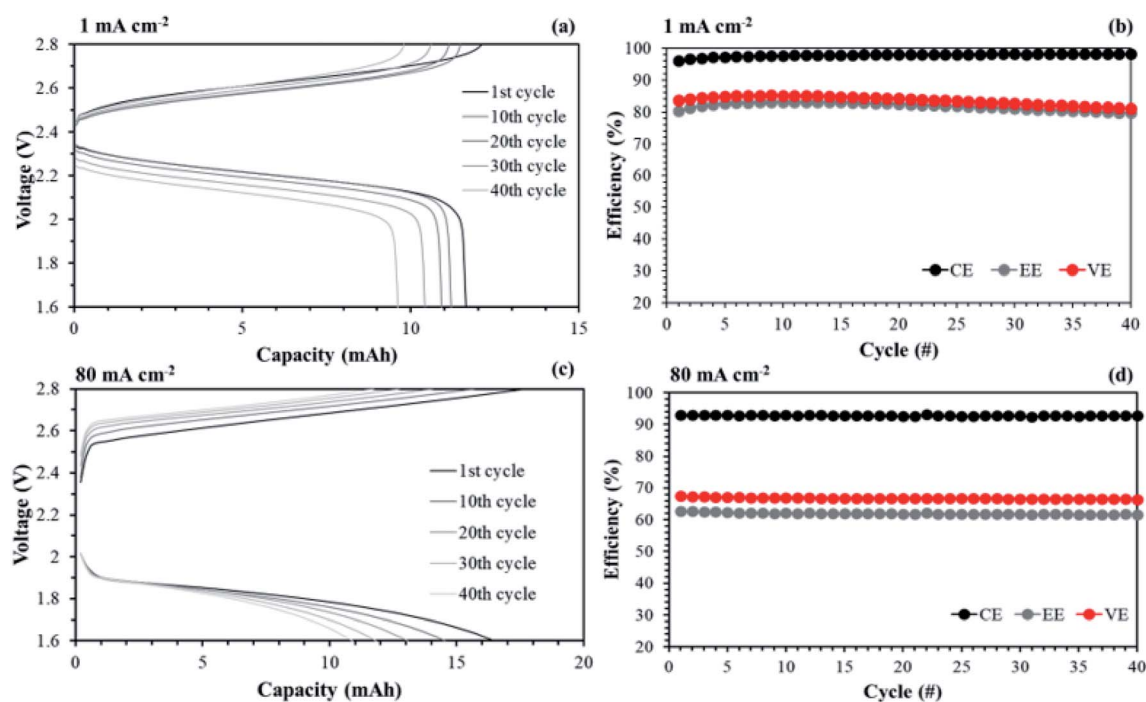 1 mA cm⁻²
(a)
2.8
2.6
2.4
2.2
2
1.8
1.6
Voltage (V)
1st cycle
10th cycle
20th cycle
30th cycle
40th cycle
0 5 10 15
Capacity (mAh)
1 mA cm⁻²
(b)
100
90
80
70
60
50
40
30
20
Efficiency (%)
CE EE VE
0 5 10 15 20 25 30 35 40
Cycle (#)
80 mA cm⁻²
(c)
2.8
2.6
2.4
2.2
2
1.8
1.6
Voltage (V)
1st cycle
10th cycle
20th cycle
30th cycle
40th cycle
0 5 10 15 20
Capacity (mAh)
80 mA cm⁻²
(d)
100
90
80
70
60
50
40
30
20
Efficiency (%)
CE EE VE
0 5 10 15 20 25 30 35 40
Cycle (#)